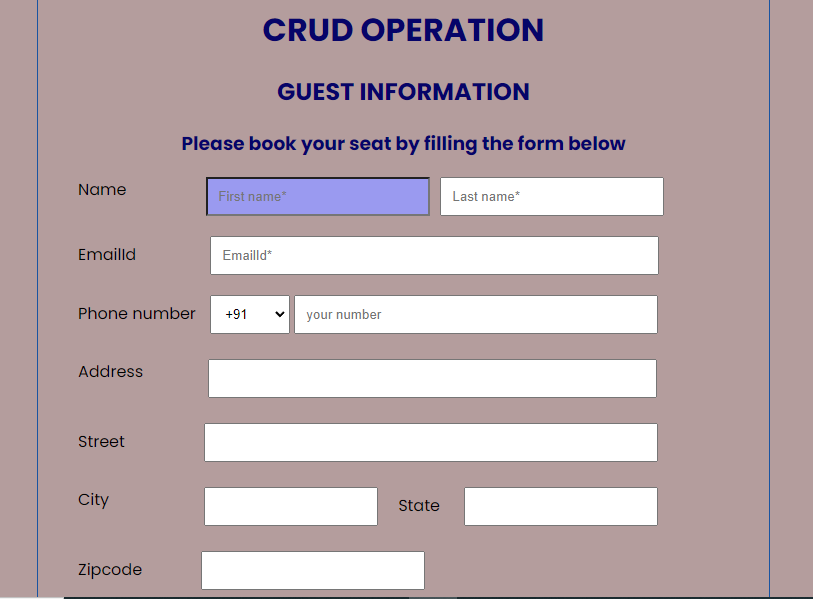 CRUD OPERATION
GUEST INFORMATION
Please book your seat by filling the form below
Name First name* Last name*
EmailId EmailId*
Phone number +91 your number
Address
Street
City State
Zipcode